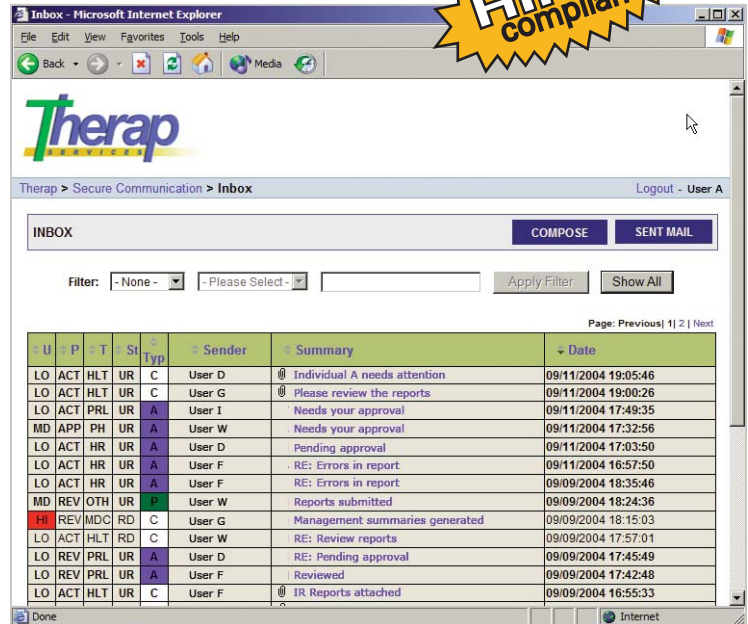 Inbox - Microsoft Internet Explorer
compliant
File Edit View Favorites Tools Help
Back Media
Therap
SERVICES
Therap > Secure Communication > Inbox Logout - User A
INBOX COMPOSE SENT MAIL
Filter: - None - - Please Select - Apply Filter Show All
Page: Previous| 1| 2 | Next
U P T St Typ Sender Summary Date
LO ACT HLT UR C User D Individual A needs attention 09/11/2004 19:05:46
LO ACT HLT UR C User G Please review the reports 09/11/2004 19:00:26
LO ACT PRL UR A User I Needs your approval 09/11/2004 17:49:35
MD APP PH UR A User W Needs your approval 09/11/2004 17:32:56
LO ACT HR UR A User D Pending approval 09/11/2004 17:03:50
LO ACT HR UR A User F RE: Errors in report 09/11/2004 16:57:50
LO ACT HR UR A User F RE: Errors in report 09/09/2004 18:35:46
MD REV OTH UR P User W Reports submitted 09/09/2004 18:24:36
HI REV MDC RD C User G Management summaries generated 09/09/2004 18:15:03
LO ACT HLT RD C User W RE: Review reports 09/09/2004 17:57:01
LO REV PRL UR A User D RE: Pending approval 09/09/2004 17:45:49
LO REV PRL UR A User F Reviewed 09/09/2004 17:42:48
LO ACT HLT UR C User F IR Reports attached 09/09/2004 16:55:33
Done Internet